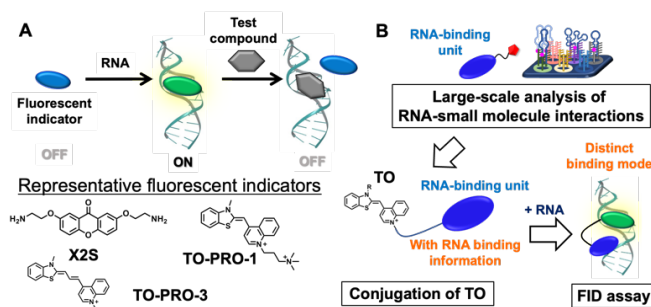 A
Test
compound
RNA
Fluorescent
indicator
OFF
ON
OFF
Representative fluorescent indicators
H2N
O
O
O
O
NH2
X2S
N
S
N
N
TO-PRO-1
N
S
N
TO-PRO-3
B
RNA-binding
unit
Large-scale analysis of
RNA-small molecule interactions
TO
R
N
S
N
RNA-binding unit
With RNA binding
information
Conjugation of TO
+ RNA
Distinct
binding mode
FID assay